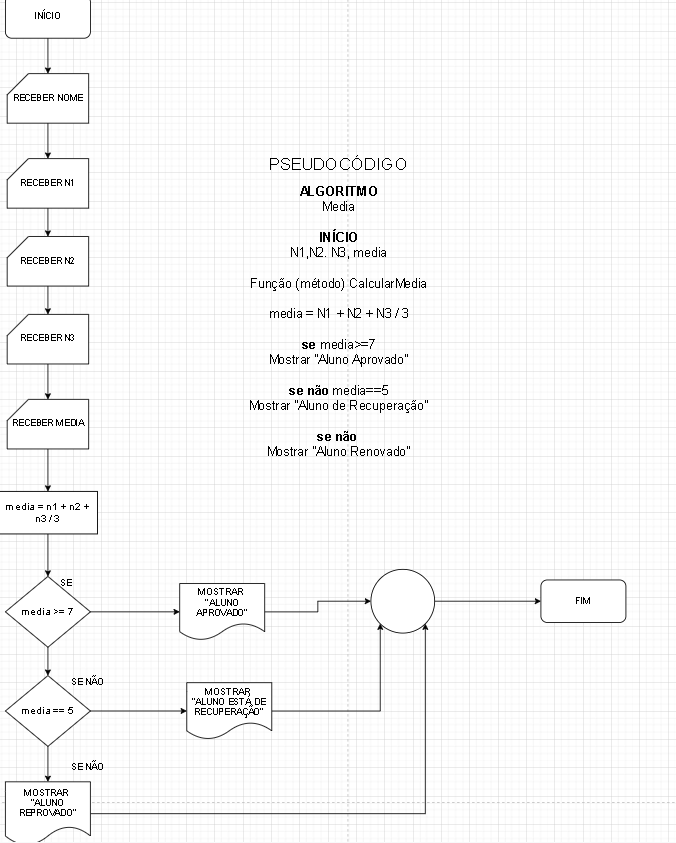 INÍCIO
RECEBER NOME
RECEBER N1
RECEBER N2
RECEBER N3
RECEBER MEDIA
media = n1 + n2 +
n3 / 3
SE
media >= 7
MOSTRAR
"ALUNO
APROVADO"
FIM
SE NÃO
media == 5
MOSTRAR
"ALUNO ESTÁ DE
RECUPERAÇÃO"
SE NÃO
MOSTRAR
"ALUNO
REPROVADO"
PSEUDOCÓDIGO
ALGORITMO
Media
INÍCIO
N1,N2. N3, media
Função (método) CalcularMedia
media = N1 + N2 + N3 / 3
se media>=7
Mostrar "Aluno Aprovado"
se não media==5
Mostrar "Aluno de Recuperação"
se não
Mostrar "Aluno Renovado"